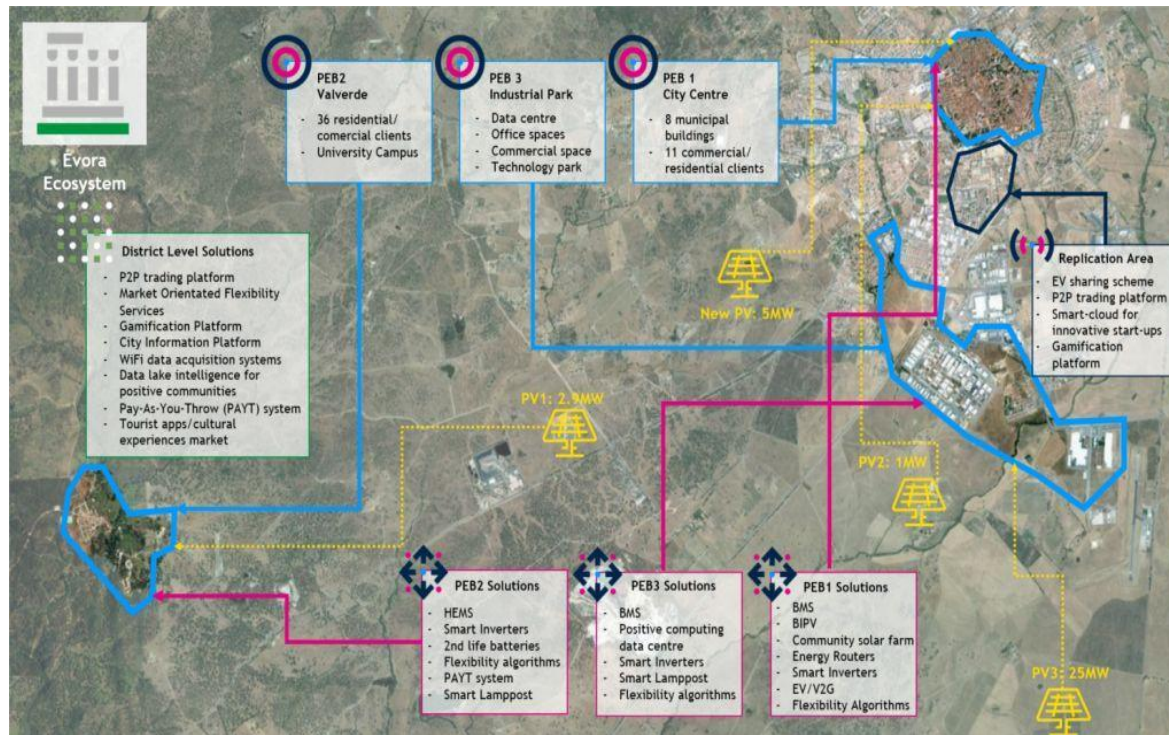 PEB2
Valverde
- 36 residential/
comercial clients
- University Campus
PEB 3
Industrial Park
- Data centre
- Office spaces
- Commercial space
- Technology park
PEB 1
City Centre
- 8 municipal
buildings
- 11 commercial/
residential clients
Évora
Ecosystem
District Level Solutions
- P2P trading platform
- Market Orientated Flexibility
Services
- Gamification Platform
- City Information Platform
- WiFi data acquisition systems
- Data lake intelligence for
positive communities
- Pay-As-You-Throw (PAYT) system
- Tourist apps/cultural
experiences market
Replication Area
- EV sharing scheme
- P2P trading platform
- Smart-cloud for
innovative start-ups
- Gamification
platform
New PV: 5MW
PV1: 2.9MW
PV2: 1MW
PV3: 25MW
PEB2 Solutions
- HEMS
- Smart Inverters
- 2nd life batteries
- Flexibility algorithms
- PAYT system
- Smart Lamppost
PEB3 Solutions
- BMS
- Positive computing
data centre
- Smart Inverters
- Smart Lamppost
- Flexibility algorithms
PEB1 Solutions
- BMS
- BIPV
- Community solar farm
- Energy Routers
- Smart Inverters
- EV/V2G
- Flexibility Algorithms